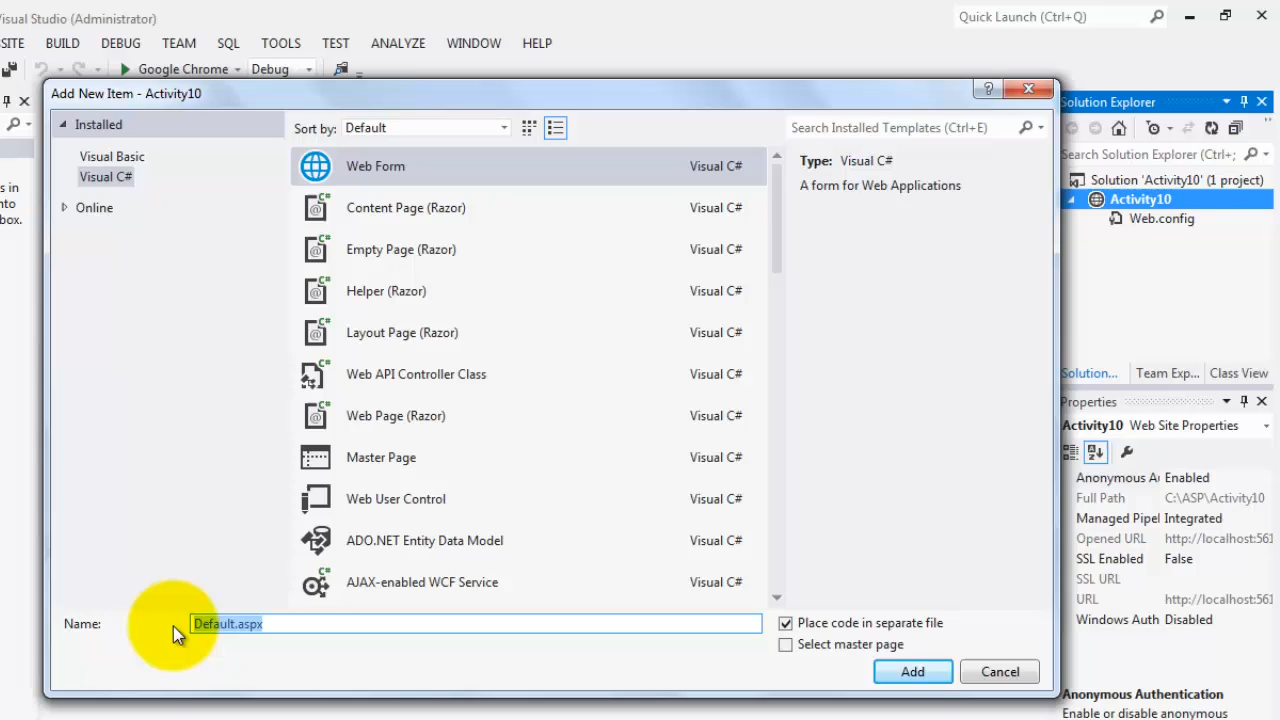 Visual Studio (Administrator)
Quick Launch (Ctrl+Q)
SITE BUILD DEBUG TEAM SQL TOOLS TEST ANALYZE WINDOW HELP
Google Chrome Debug
Add New Item - Activity10
Installed
Visual Basic
Visual C#
Online
Sort by: Default
Search Installed Templates (Ctrl+E)
Web Form Visual C#
Content Page (Razor) Visual C#
Empty Page (Razor) Visual C#
Helper (Razor) Visual C#
Layout Page (Razor) Visual C#
Web API Controller Class Visual C#
Web Page (Razor) Visual C#
Master Page Visual C#
Web User Control Visual C#
ADO.NET Entity Data Model Visual C#
AJAX-enabled WCF Service Visual C#
Type: Visual C#
A form for Web Applications
Name: Default.aspx
Place code in separate file
Select master page
Add Cancel
s in
nto
box.
Solution Explorer
Search Solution Explorer (Ctrl+;
Solution 'Activity10' (1 project)
Activity10
Web.config
Solution... Team Exp... Class View
Properties
Activity10 Web Site Properties
Anonymous Au Enabled
Full Path C:\ASP\Activity10
Managed Pipel Integrated
Opened URL http://localhost:561
SSL Enabled False
SSL URL
URL http://localhost:561
Windows Auth Disabled
Anonymous Authentication
Enable or disable anonymous